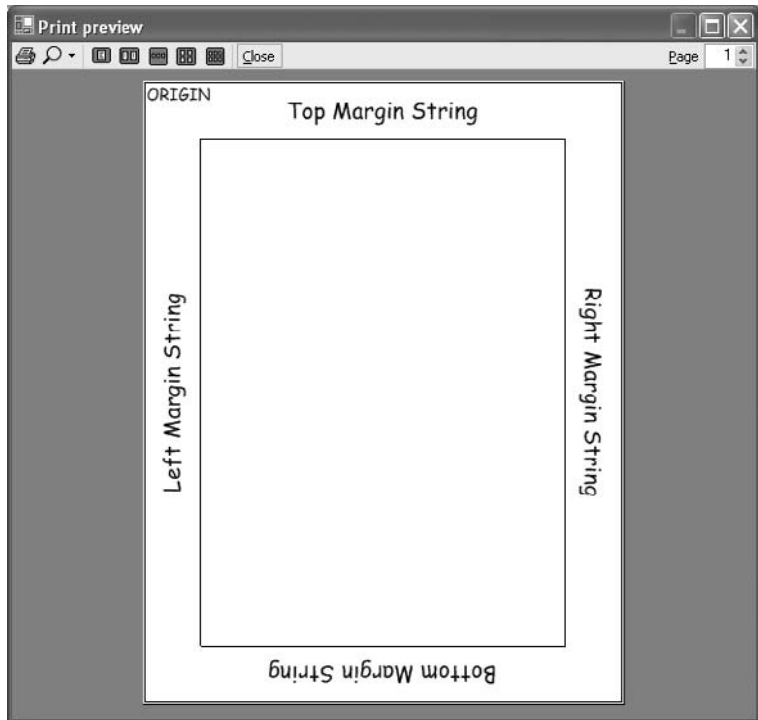 Print preview
Close
Page 1
ORIGIN
Top Margin String
Left Margin String
Right Margin String
Bottom Margin String